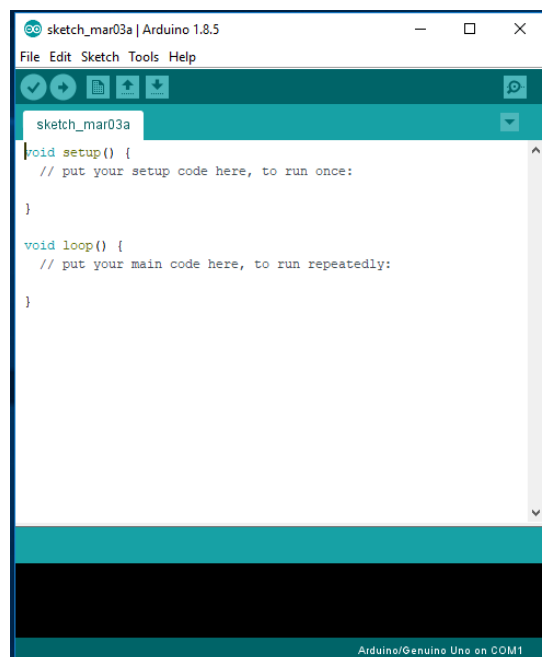 sketch_mar03a | Arduino 1.8.5
File Edit Sketch Tools Help
sketch_mar03a
void setup() {
  // put your setup code here, to run once:
}
void loop() {
  // put your main code here, to run repeatedly:
}
Arduino/Genuino Uno on COM1